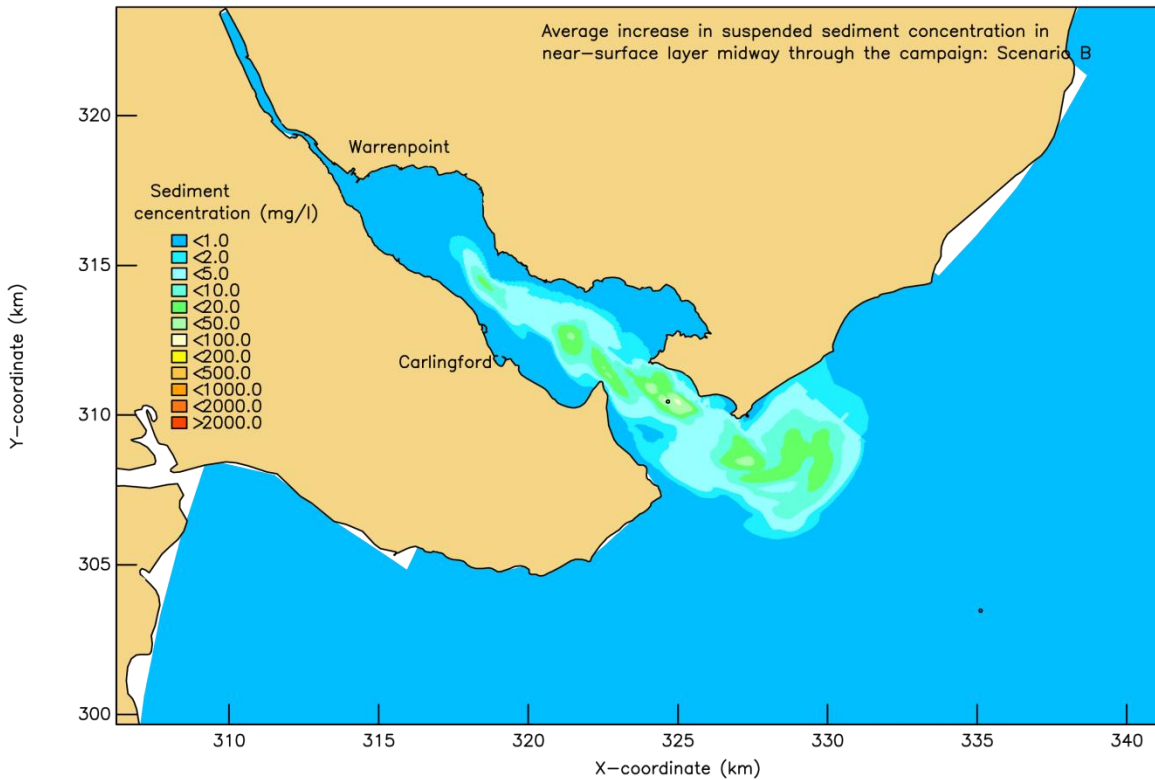 Average increase in suspended sediment concentration in
near-surface layer midway through the campaign: Scenario B
320
Warrenpoint
Sediment
cencentration (mg/l)
<1.0
<2.0
<5.0
<10.0
<20.0
<50.0
<100.0
<200.0
<500.0
<1000.0
<2000.0
>2000.0
315
Carlingford
310
Y-coordinate (km)
305
300
310 315 320 325 330 335 340
X-coordinate (km)